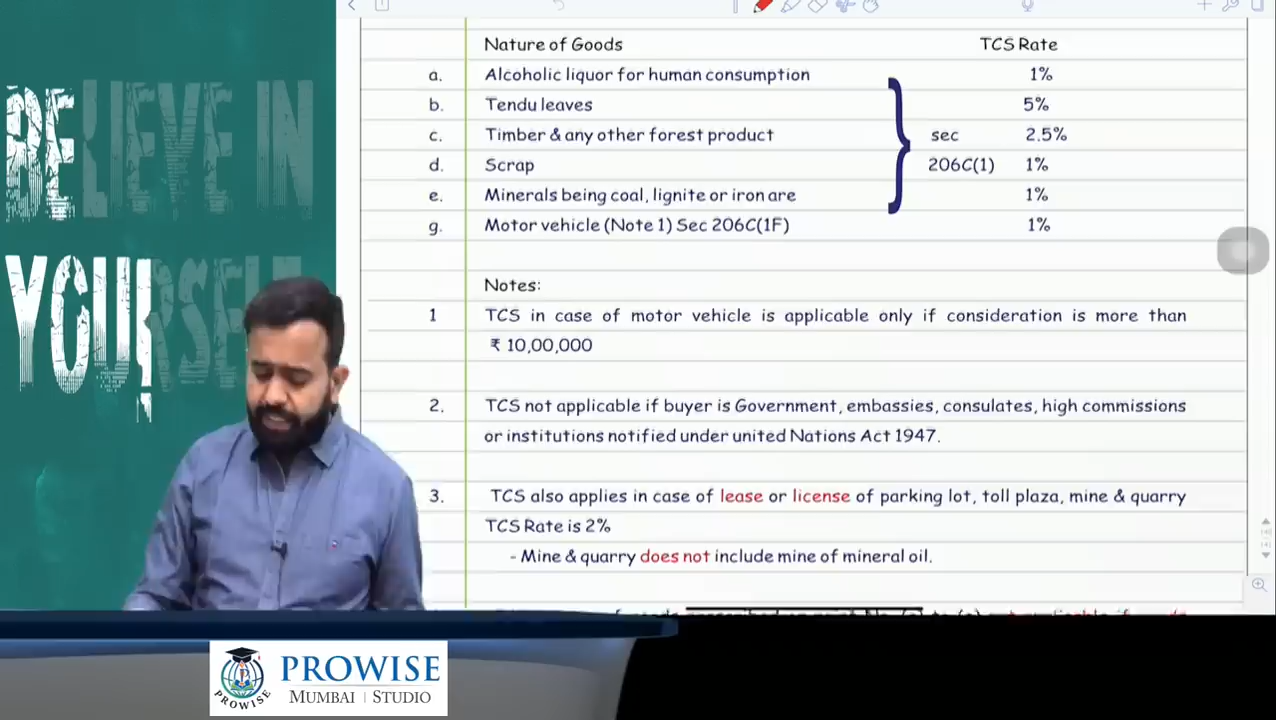 BELIEVE IN
YOURSELF
YOU!
Nature of Goods TCS Rate
a. Alcoholic liquor for human consumption 1%
b. Tendu leaves 5%
c. Timber & any other forest product sec 2.5%
d. Scrap 206C(1) 1%
e. Minerals being coal, lignite or iron are 1%
g. Motor vehicle (Note 1) Sec 206C(1F) 1%
Notes:
1 TCS in case of motor vehicle is applicable only if consideration is more than
₹ 10,00,000
2. TCS not applicable if buyer is Government, embassies, consulates, high commissions
or institutions notified under united Nations Act 1947.
3. TCS also applies in case of lease or license of parking lot, toll plaza, mine & quarry
TCS Rate is 2%
- Mine & quarry does not include mine of mineral oil.
PROWISE
PROWISE
MUMBAI | STUDIO